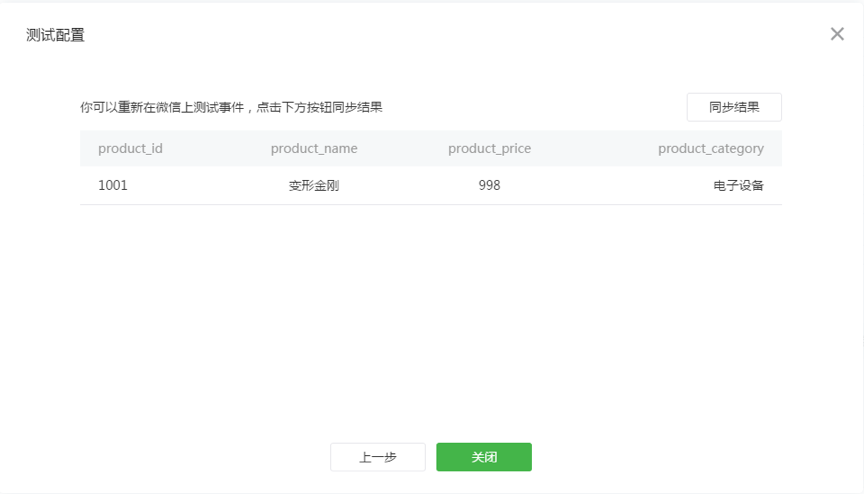 测试配置
你可以重新在微信上测试事件，点击下方按钮同步结果
同步结果
product_id product_name product_price product_category
1001 变形金刚 998 电子设备
上一步 关闭